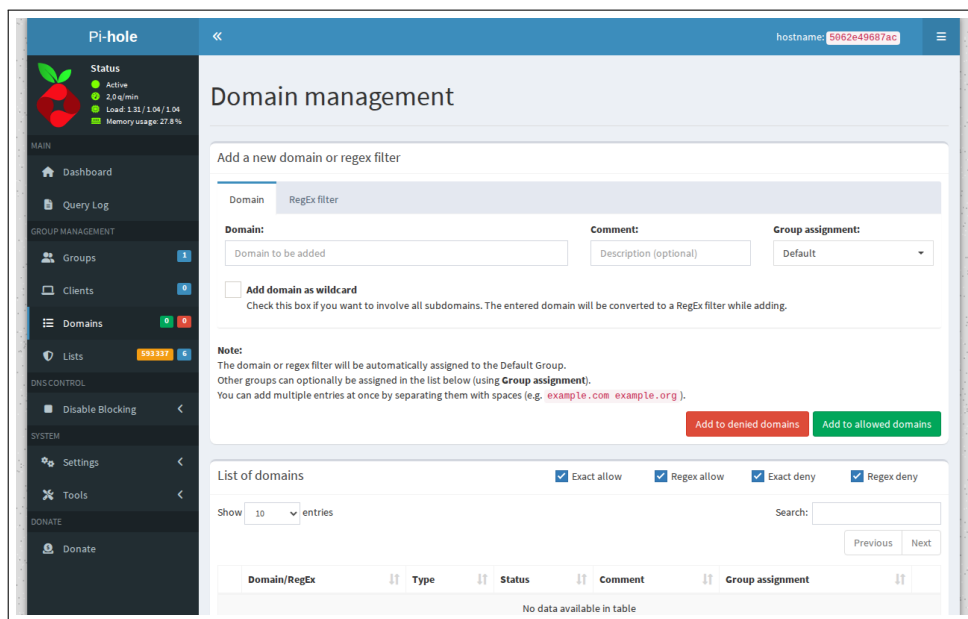 Pi-hole
hostname: 5062e49687ac
Status
Active
2,0 q/min
Load: 1.31 / 1.04 / 1.04
Memory usage: 27.8 %
MAIN
Dashboard
Query Log
GROUP MANAGEMENT
Groups 1
Clients 0
Domains 0 0
Lists 593 337 6
DNS CONTROL
Disable Blocking
SYSTEM
Settings
Tools
DONATE
Donate
Domain management
Add a new domain or regex filter
Domain RegEx filter
Domain: Comment: Group assignment:
Domain to be added Description (optional) Default
Add domain as wildcard
Check this box if you want to involve all subdomains. The entered domain will be converted to a RegEx filter while adding.
Note:
The domain or regex filter will be automatically assigned to the Default Group.
Other groups can optionally be assigned in the list below (using Group assignment).
You can add multiple entries at once by separating them with spaces (e.g. example.com example.org ).
Add to denied domains Add to allowed domains
List of domains Exact allow Regex allow Exact deny Regex deny
Show 10 entries Search:
Previous Next
Domain/RegEx Type Status Comment Group assignment
No data available in table